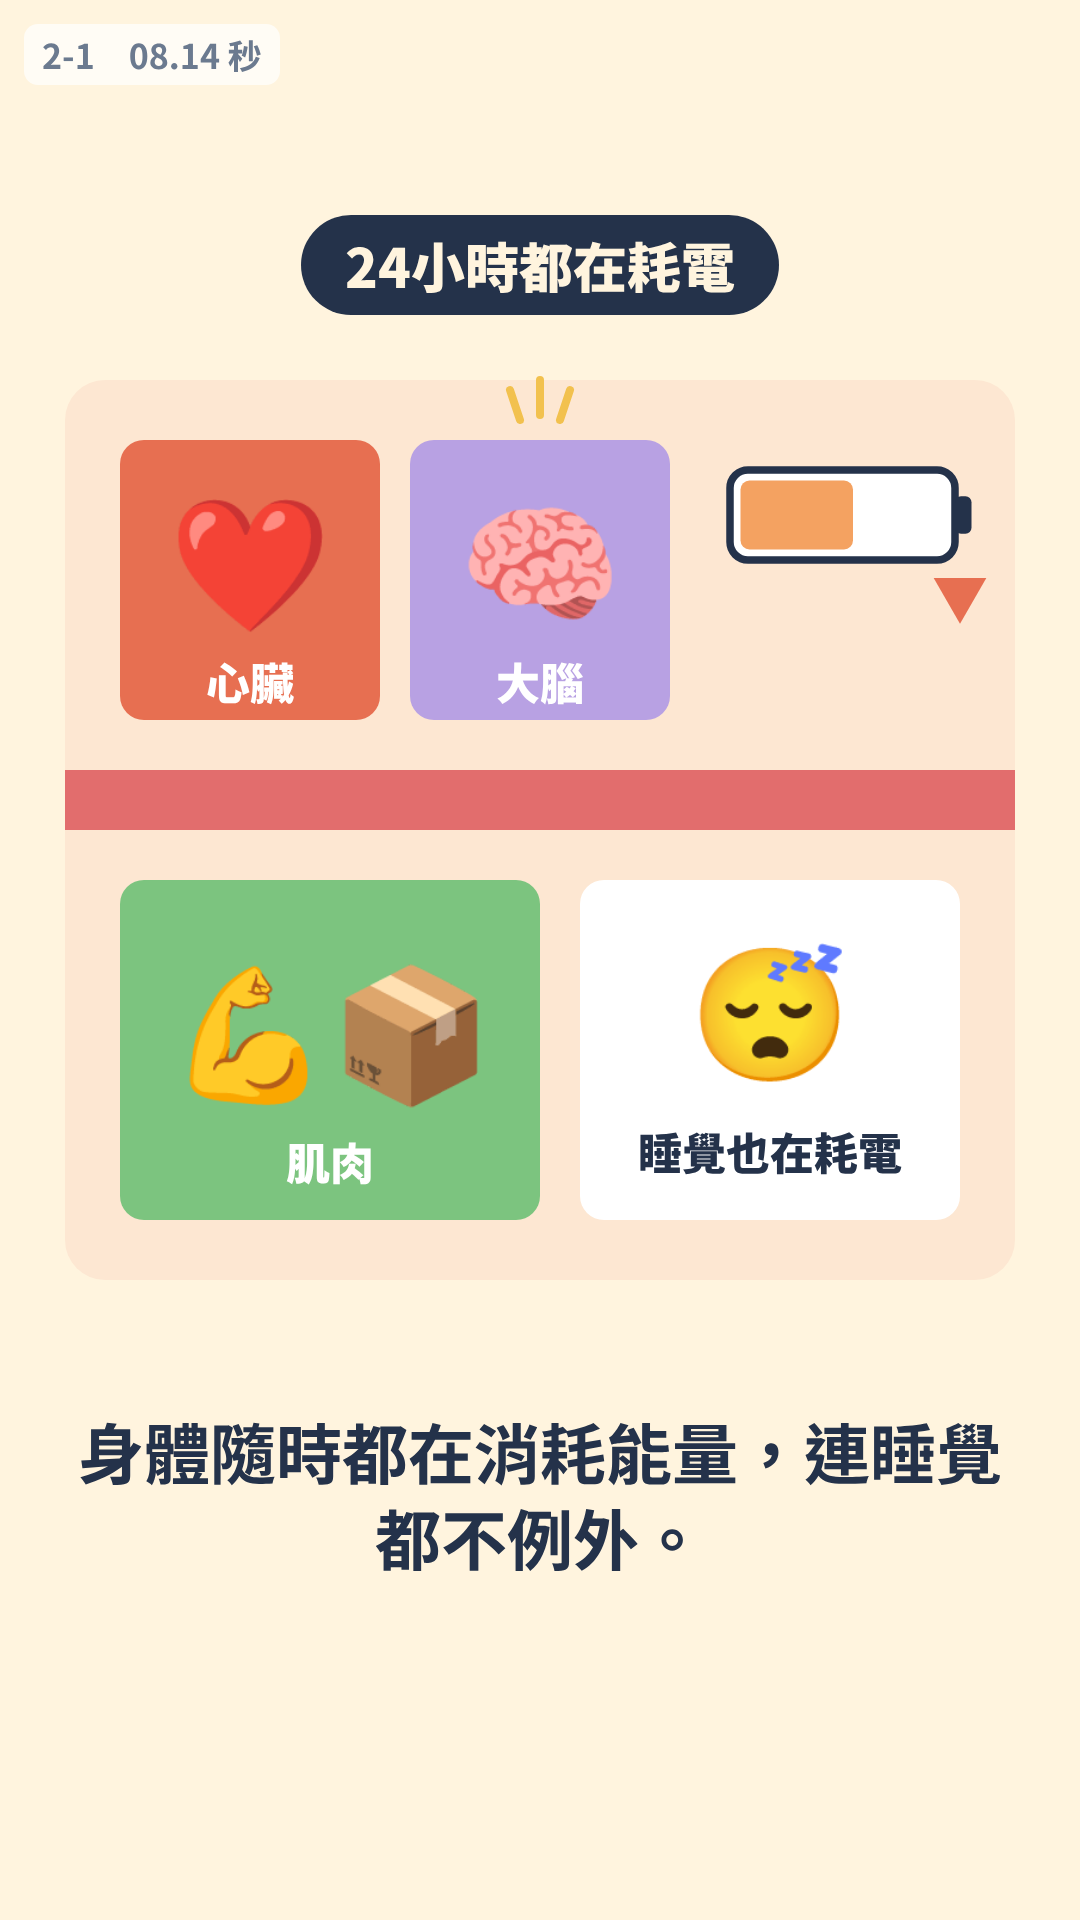 2-1 08.14 秒
24小時都在耗電
心臟
大腦
肌肉
睡覺也在耗電
身體隨時都在消耗能量，連睡覺
都不例外。